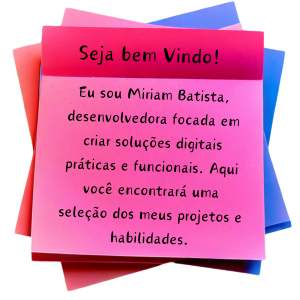 Seja bem Vindo!
Eu sou Miriam Batista,
desenvolvedora focada em
criar soluções digitais
práticas e funcionais. Aqui
você encontrará uma
seleção dos meus projetos e
habilidades.